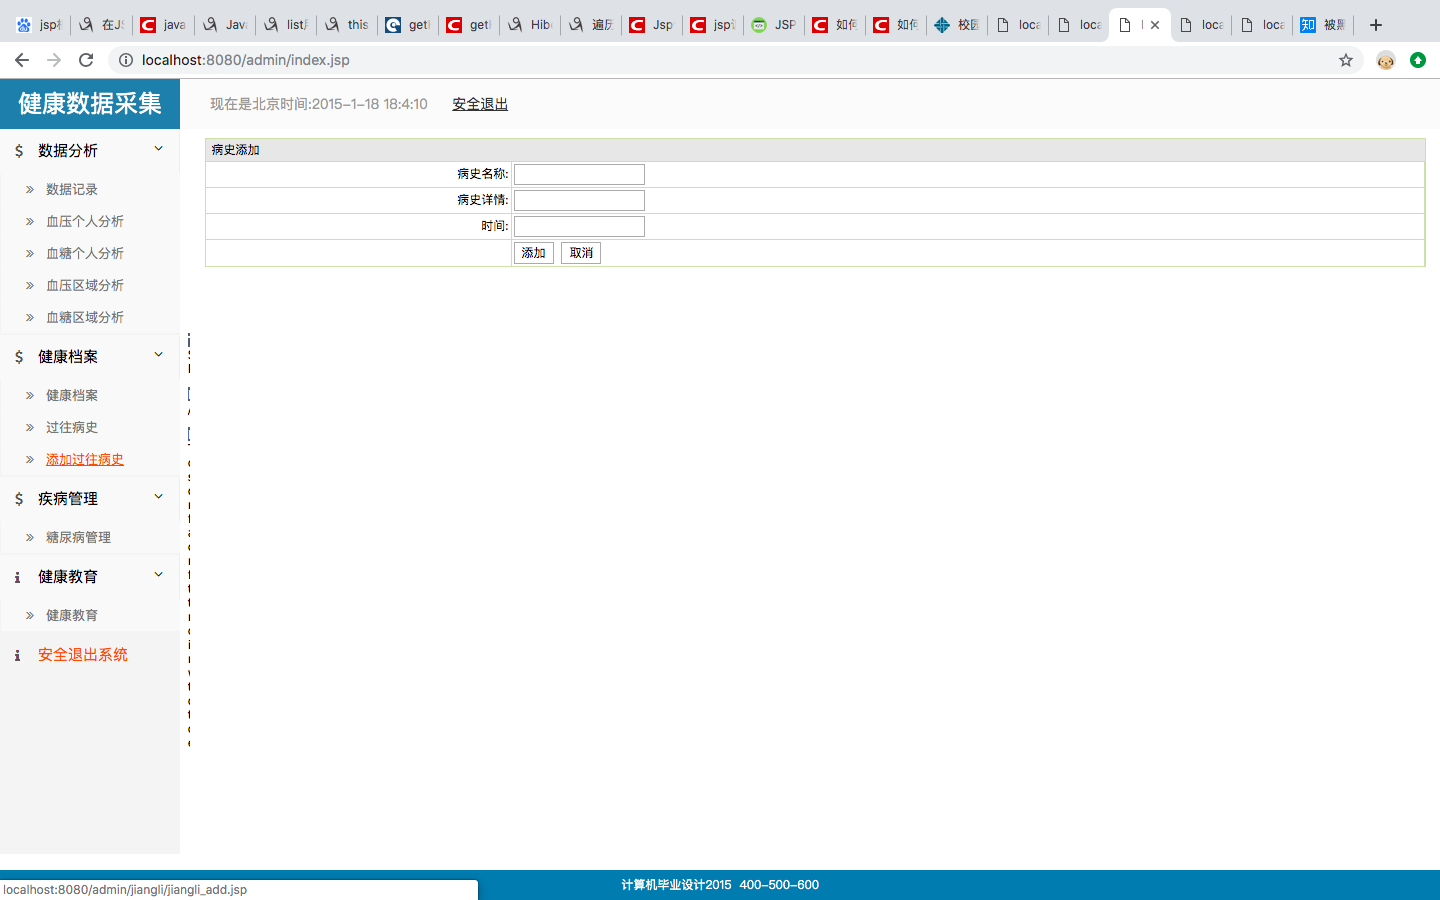 jsp
在JS
java
Java
list
this
get
get
Hib
遍历
Jsp
jsp
JSP
如何
如何
校园
loca
loca
loca
loca
知 被黑
localhost:8080/admin/index.jsp
健康数据采集
现在是北京时间:2015-1-18 18:4:10 安全退出
$ 数据分析
» 数据记录
» 血压个人分析
» 血糖个人分析
» 血压区域分析
» 血糖区域分析
$ 健康档案
» 健康档案
» 过往病史
» 添加过往病史
$ 疾病管理
» 糖尿病管理
i 健康教育
» 健康教育
i 安全退出系统
病史添加
病史名称:
病史详情:
时间:
添加 取消
计算机毕业设计2015 400-500-600
localhost:8080/admin/jiangli/jiangli_add.jsp